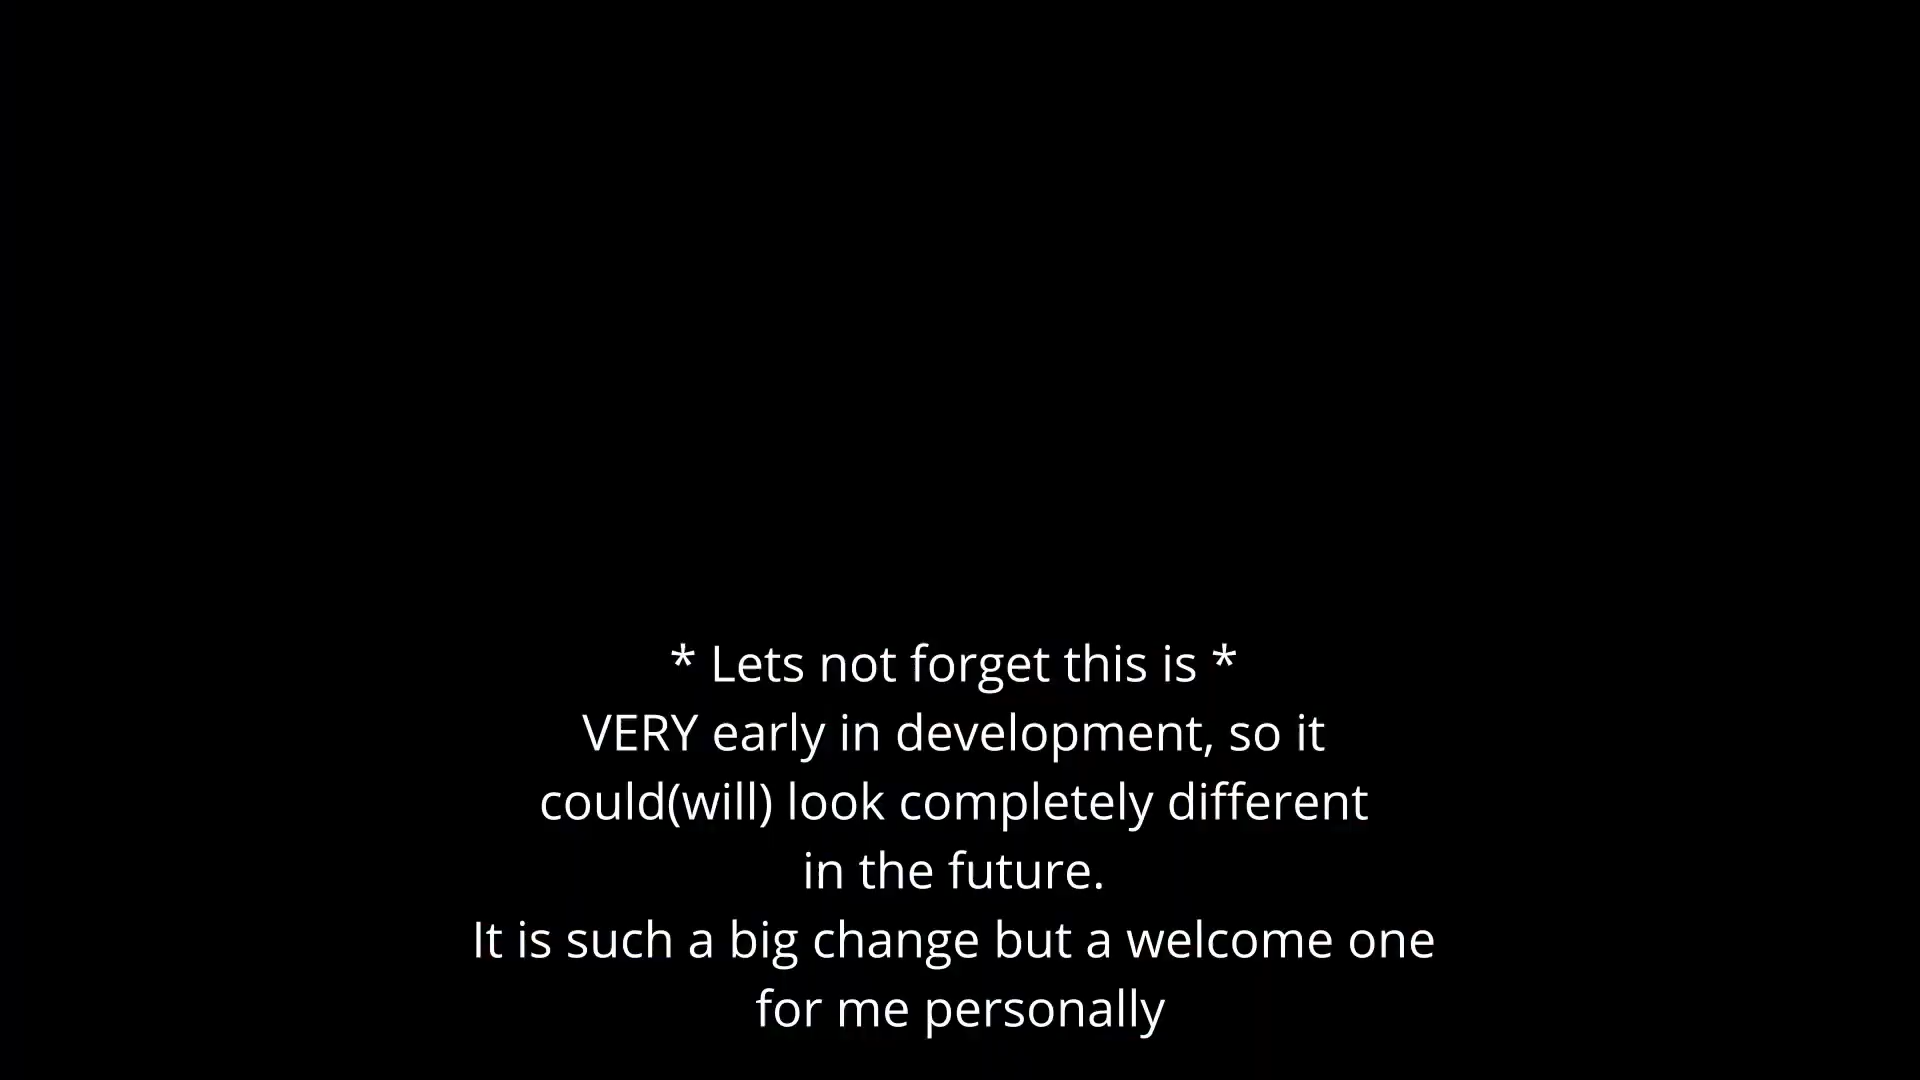 * Lets not forget this is *
VERY early in development, so it
could(will) look completely different
in the future.
It is such a big change but a welcome one
for me personally